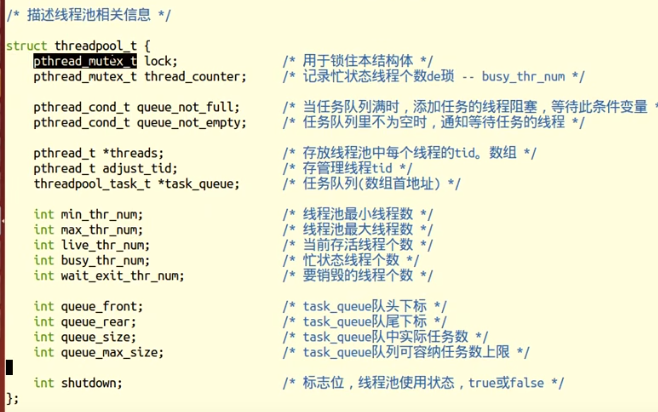 /* 描述线程池相关信息 */
struct threadpool_t {
pthread_mutex_t lock; /* 用于锁住本结构体 */
pthread_mutex_t thread_counter; /* 记录忙状态线程个数de琐 -- busy_thr_num */
pthread_cond_t queue_not_full; /* 当任务队列满时，添加任务的线程阻塞，等待此条件变量 *
pthread_cond_t queue_not_empty; /* 任务队列里不为空时，通知等待任务的线程 */
pthread_t *threads; /* 存放线程池中每个线程的tid。数组 */
pthread_t adjust_tid; /* 存管理线程tid */
threadpool_task_t *task_queue; /* 任务队列(数组首地址) */
int min_thr_num; /* 线程池最小线程数 */
int max_thr_num; /* 线程池最大线程数 */
int live_thr_num; /* 当前存活线程个数 */
int busy_thr_num; /* 忙状态线程个数 */
int wait_exit_thr_num; /* 要销毁的线程个数 */
int queue_front; /* task_queue队头下标 */
int queue_rear; /* task_queue队尾下标 */
int queue_size; /* task_queue队中实际任务数 */
int queue_max_size; /* task_queue队列可容纳任务数上限 */
int shutdown; /* 标志位，线程池使用状态，true或false */
};